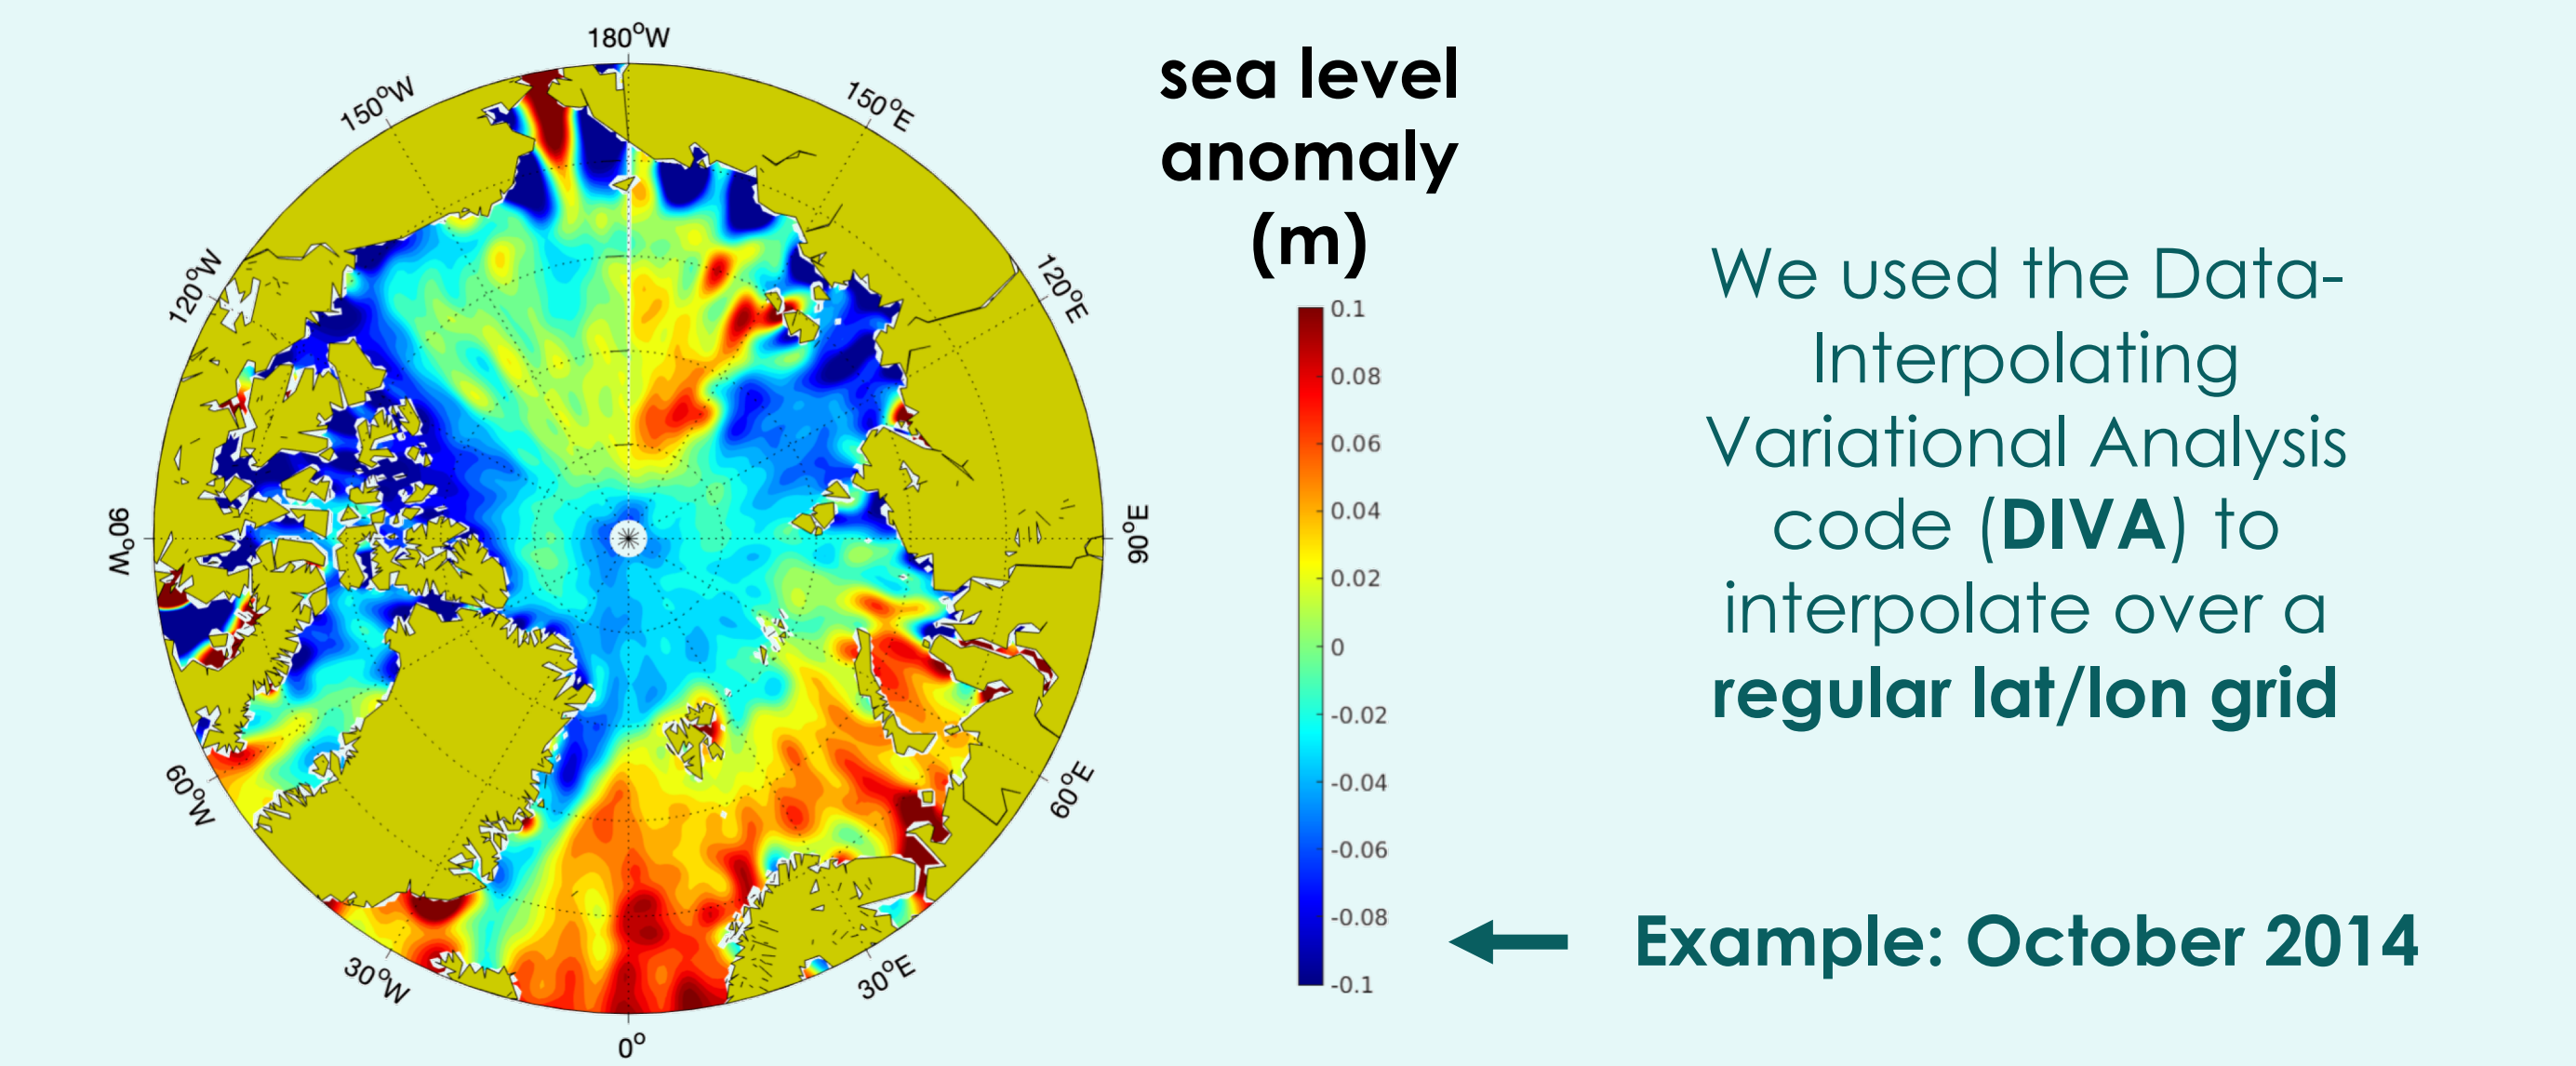 180°W
150°W
150°E
120°W
120°E
90°W
90°E
60°W
60°E
30°W
30°E
0°
sea level
anomaly
(m)
0.1
0.08
0.06
0.04
0.02
0
-0.02
-0.04
-0.06
-0.08
-0.1
We used the Data-
Interpolating
Variational Analysis
code (DIVA) to
interpolate over a
regular lat/lon grid
Example: October 2014